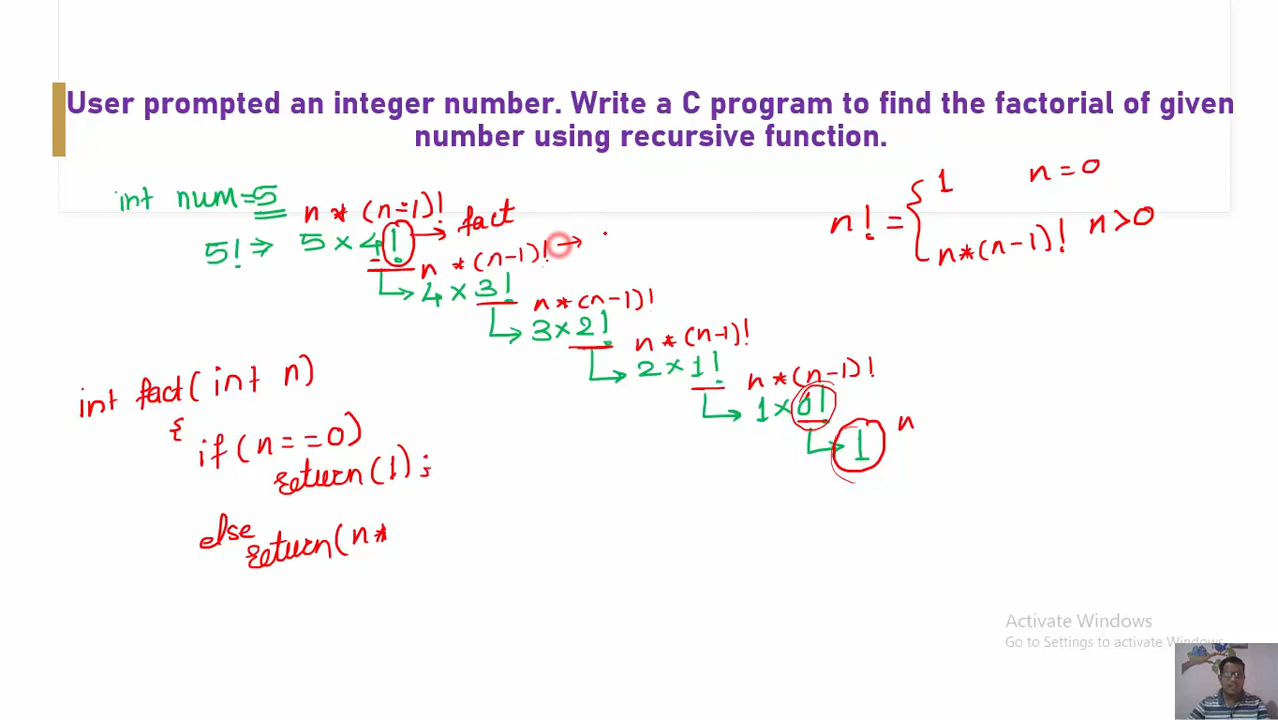 User prompted an integer number. Write a C program to find the factorial of given
number using recursive function.
int num=5
n * (n-1)!
5! ⇒ 5 × 4! → fact
n * (n-1)! →
4 × 3!
n * (n-1)!
3 × 2!
n * (n-1)!
2 × 1!
n * (n-1)!
1 × 0!
1 n
n! = { 1 n = 0
n*(n-1)! n>0
int fact(int n)
{
if(n==0)
return(1);
else
return(n*
Activate Windows
Go to Settings to activate Windows.